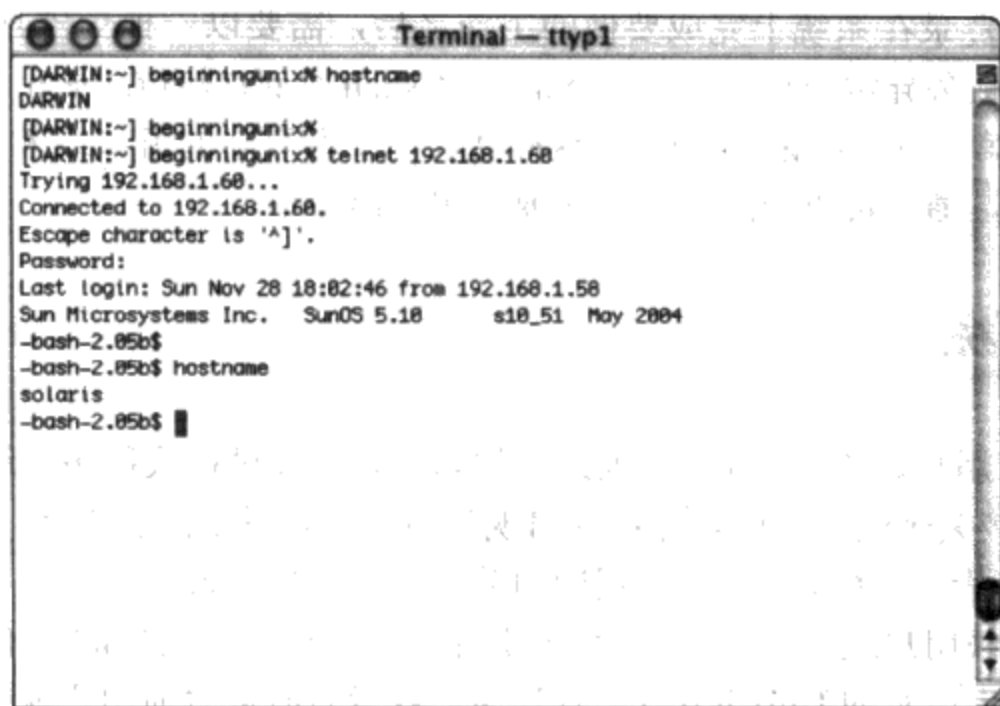 Terminal — ttyp1
[DARWIN:~] beginningunix% hostname
DARWIN
[DARWIN:~] beginningunix%
[DARWIN:~] beginningunix% telnet 192.168.1.60
Trying 192.168.1.60...
Connected to 192.168.1.60.
Escape character is '^]'.
Password:
Last login: Sun Nov 28 18:02:46 from 192.168.1.58
Sun Microsystems Inc.   SunOS 5.10      s10_51  May 2004
-bash-2.05b$
-bash-2.05b$ hostname
solaris
-bash-2.05b$